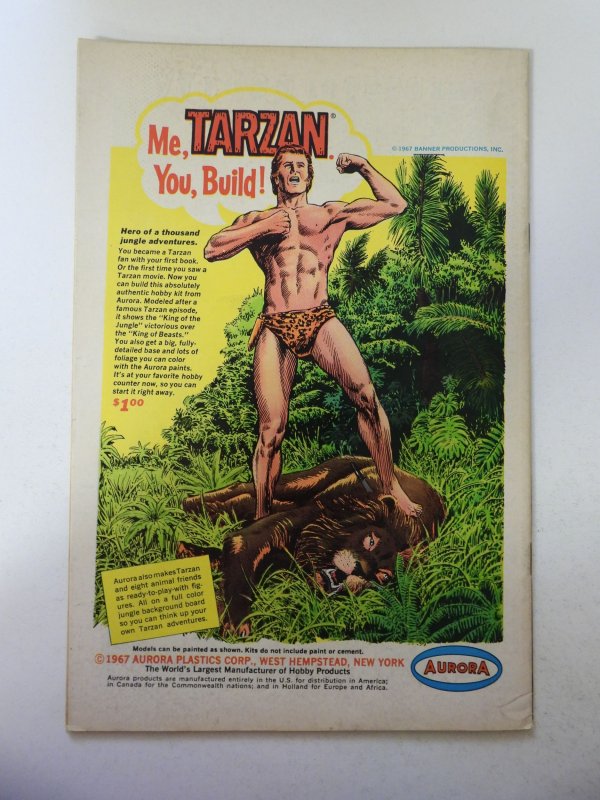 Me, TARZAN®.
You, Build!
© 1967 BANNER PRODUCTIONS, INC.
Hero of a thousand
jungle adventures.
You became a Tarzan
fan with your first book.
Or the first time you saw a
Tarzan movie. Now you
can build this absolutely
authentic hobby kit from
Aurora. Modeled after a
famous Tarzan episode,
it shows the "King of the
Jungle" victorious over
the "King of Beasts."
You also get a big, fully-
detailed base and lots of
foliage you can color
with the Aurora paints.
It's at your favorite hobby
counter now, so you can
start it right away.
$1.00
Aurora also makes Tarzan
and eight animal friends
as ready-to-play-with fig-
ures. All on a full color
jungle background board
so you can think up your
own Tarzan adventures.
Models can be painted as shown. Kits do not include paint or cement.
© 1967 AURORA PLASTICS CORP., WEST HEMPSTEAD, NEW YORK
The World's Largest Manufacturer of Hobby Products
Aurora products are manufactured entirely in the U.S. for distribution in America;
in Canada for the Commonwealth nations; and in Holland for Europe and Africa.
AURORA